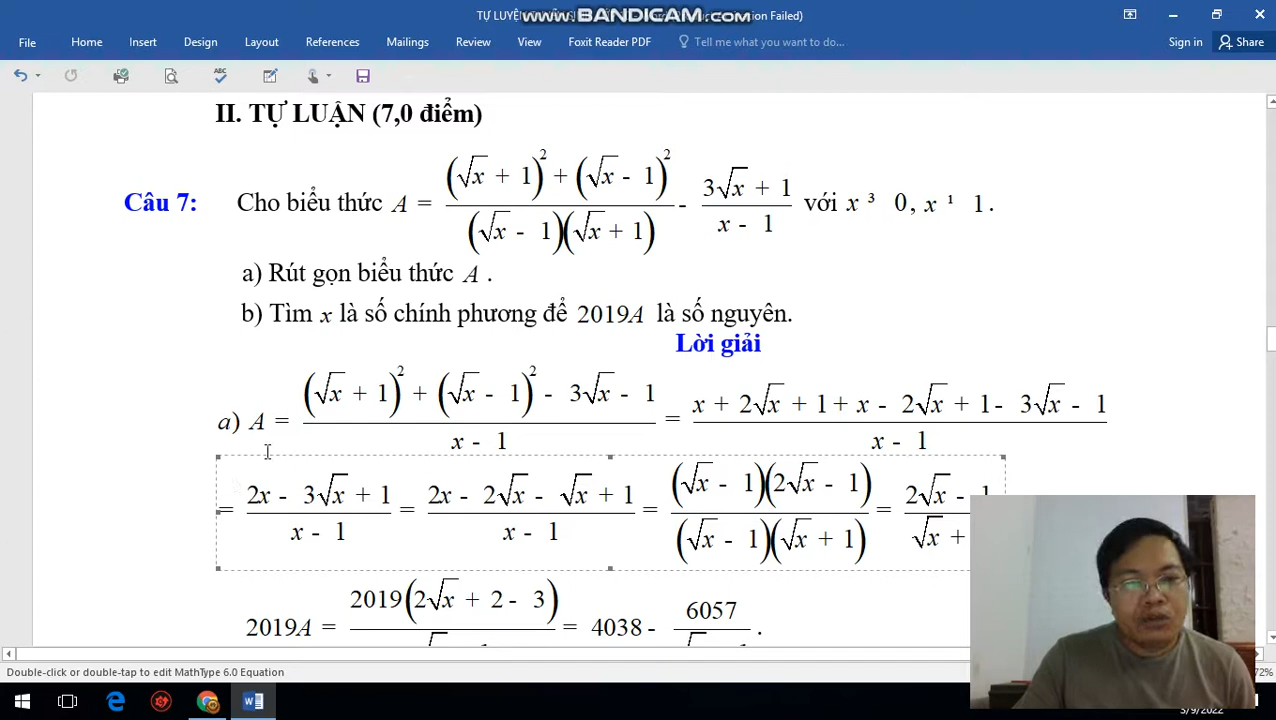 TỰ LUYỆ
www.BANDICAM.com
ion Failed)
File Home Insert Design Layout References Mailings Review View Foxit Reader PDF Tell me what you want to do... Sign in Share
ABC
II. TỰ LUẬN (7,0 điểm)
Câu 7: Cho biểu thức A = ((√x + 1)² + (√x - 1)²)/((√x - 1)(√x + 1)) - (3√x + 1)/(x - 1) với x ³ 0, x ¹ 1.
a) Rút gọn biểu thức A .
b) Tìm x là số chính phương để 2019A là số nguyên.
Lời giải
a) A = ((√x + 1)² + (√x - 1)² - 3√x - 1)/(x - 1) = (x + 2√x + 1 + x - 2√x + 1 - 3√x - 1)/(x - 1)
= (2x - 3√x + 1)/(x - 1) = (2x - 2√x - √x + 1)/(x - 1) = ((√x - 1)(2√x - 1))/((√x - 1)(√x + 1)) = (2√x - 1)/(√x +
2019A = 2019(2√x + 2 - 3) = 4038 - 6057 .
Double-click or double-tap to edit MathType 6.0 Equation
72%
3/9/2022